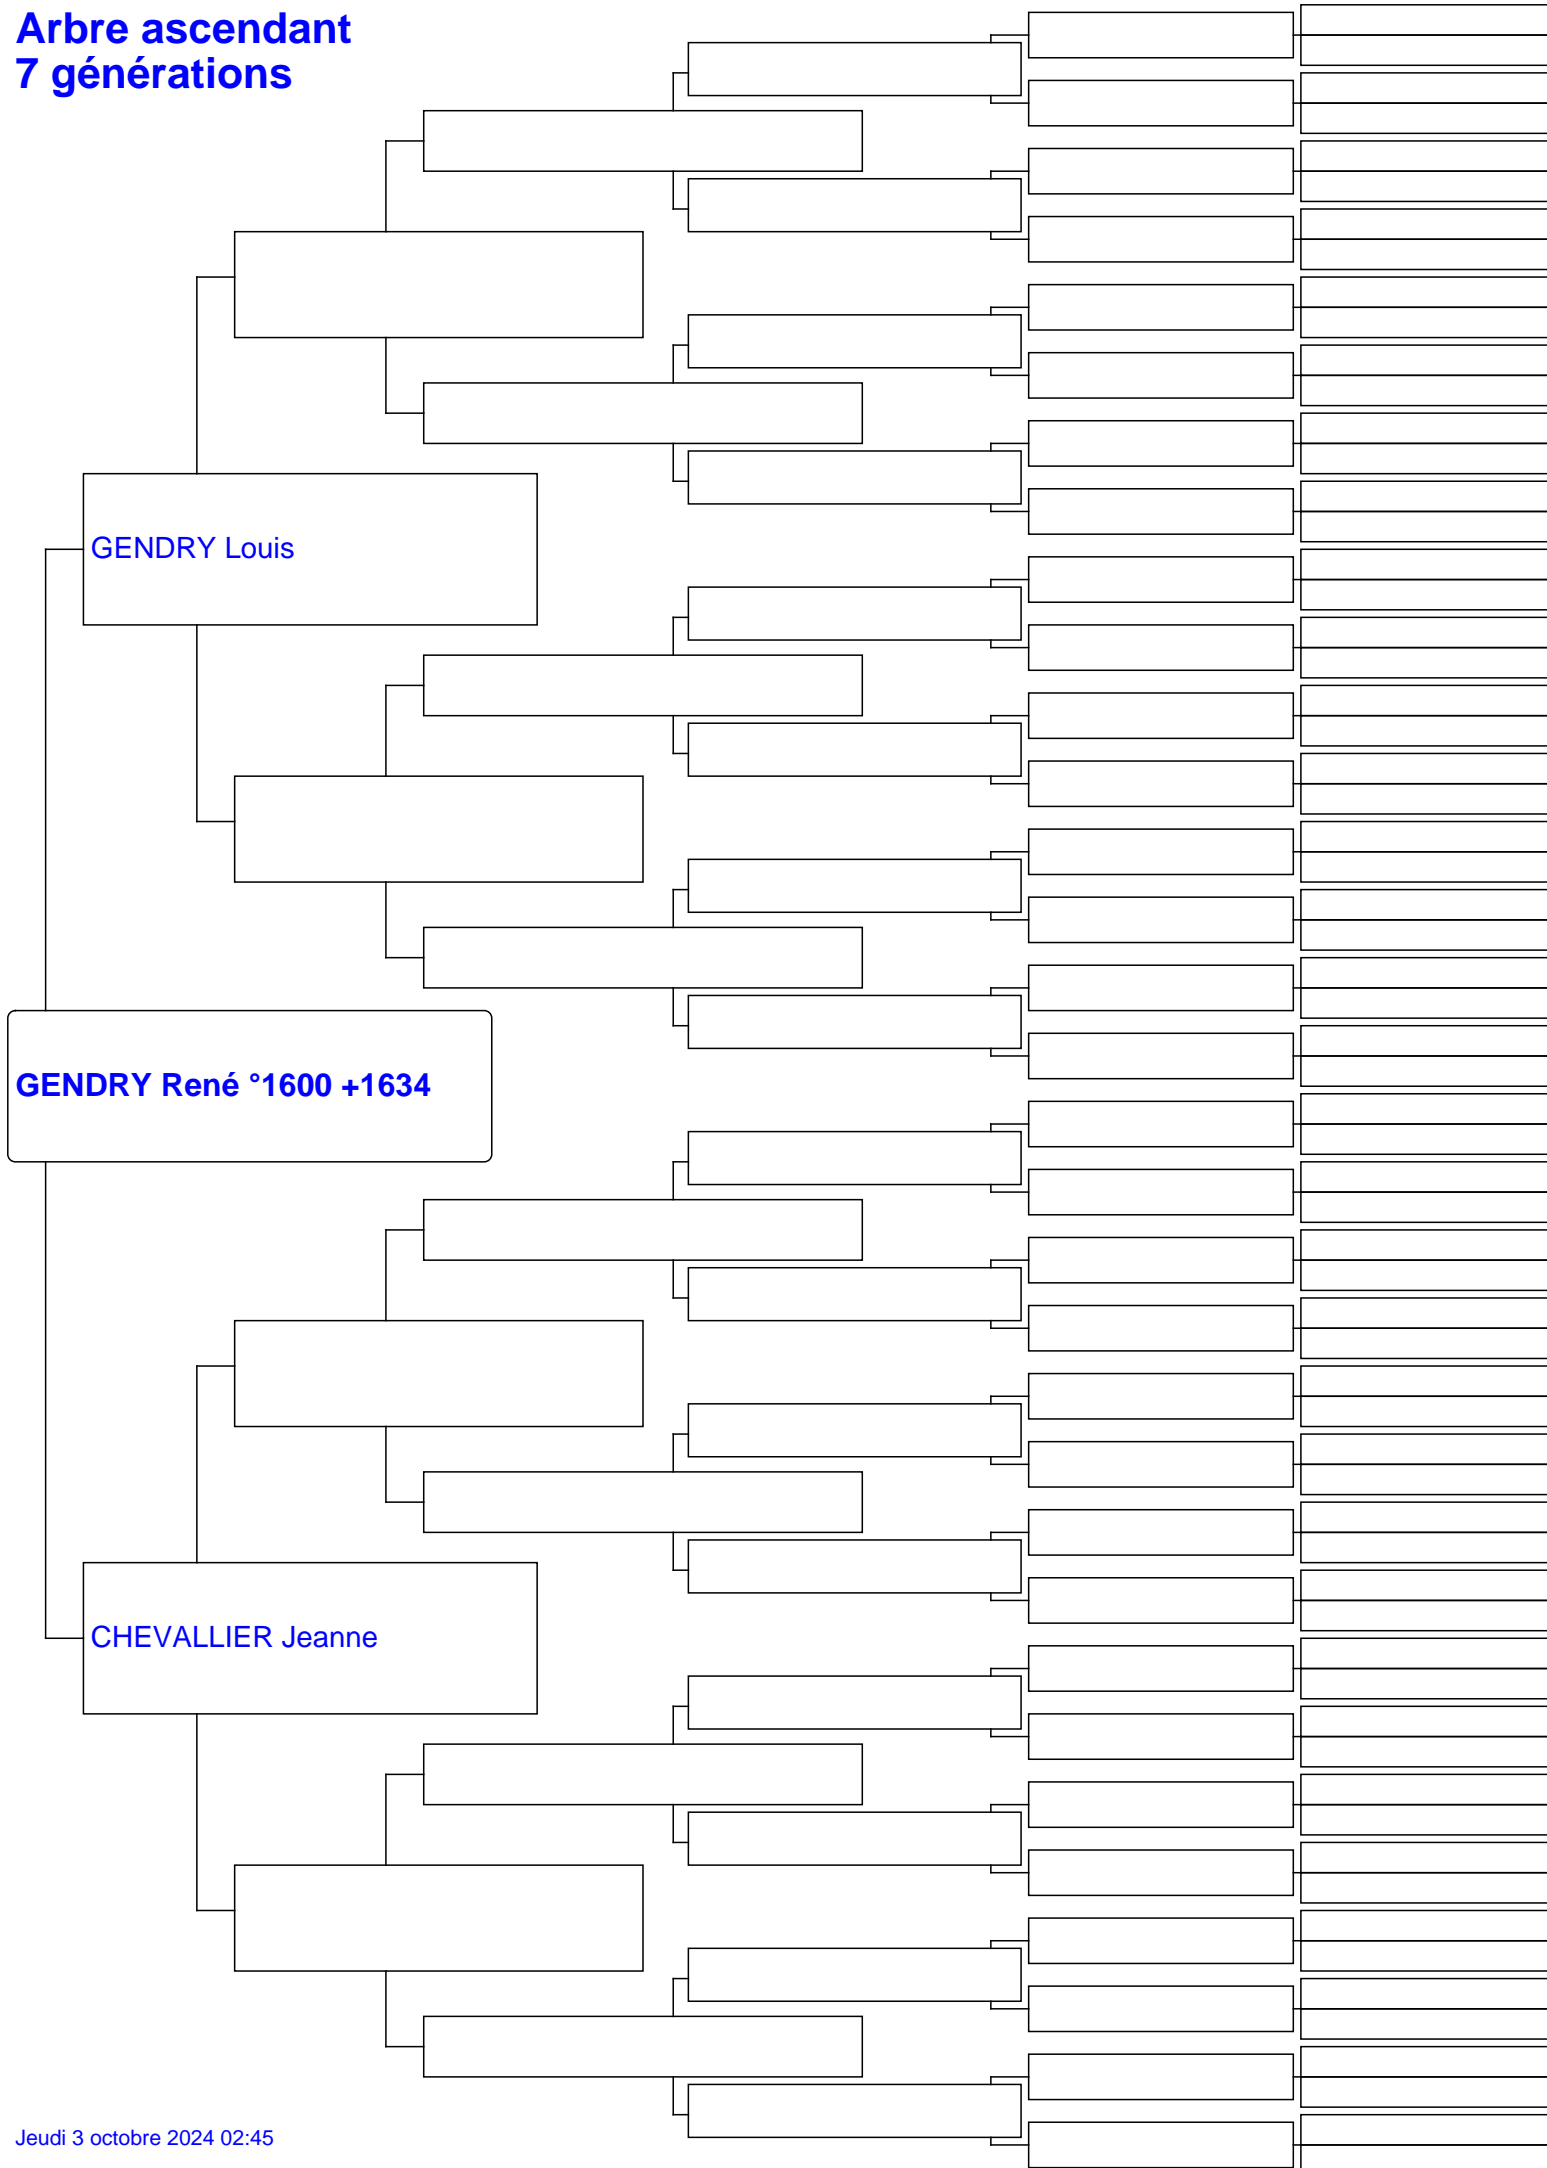 Arbre ascendant
7 générations
GENDRY Louis
GENDRY René °1600 +1634
CHEVALLIER Jeanne
Jeudi 3 octobre 2024 02:45